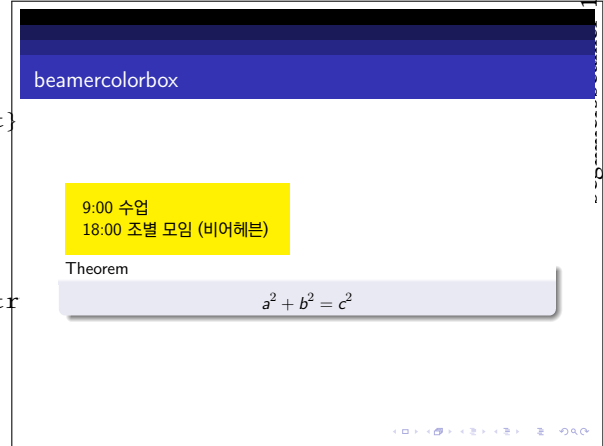 beamercolorbox
9:00 수업
18:00 조별 모임 (비어헤븐)
Theorem
a² + b² = c²